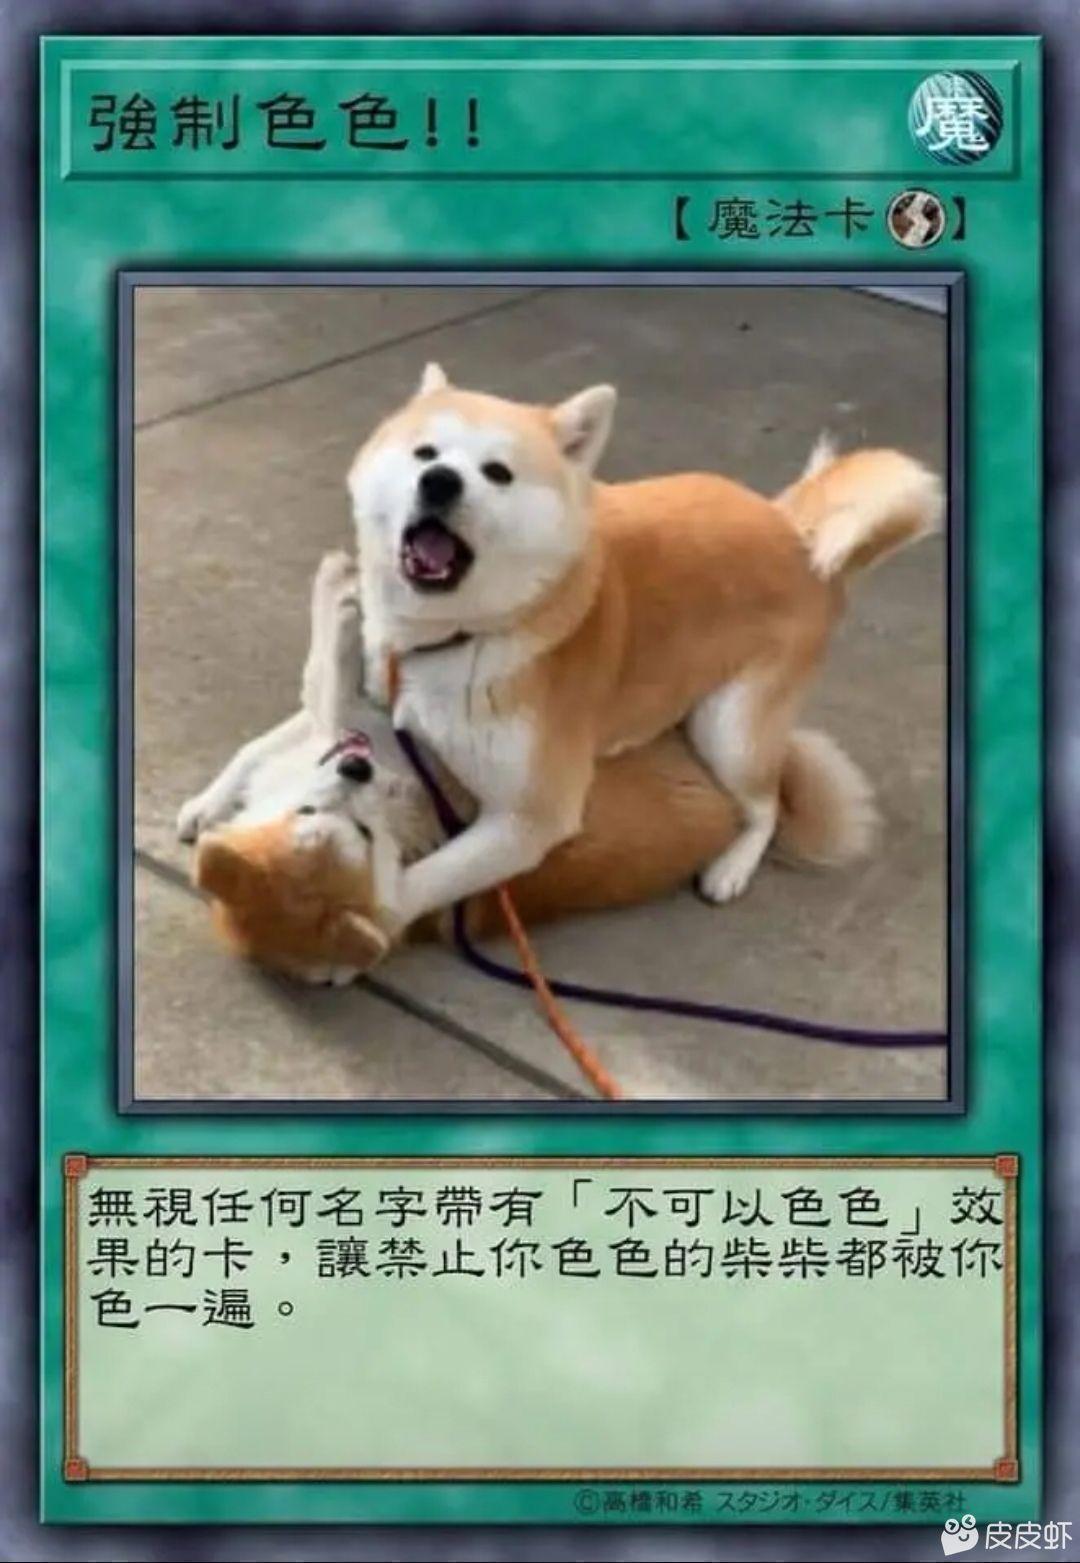 強制色色!!
魔
【魔法卡】
無視任何名字帶有「不可以色色」效
果的卡，讓禁止你色色的柴柴都被你
色一遍。
©高橋和希 スタジオ・ダイス/集英社
皮皮虾